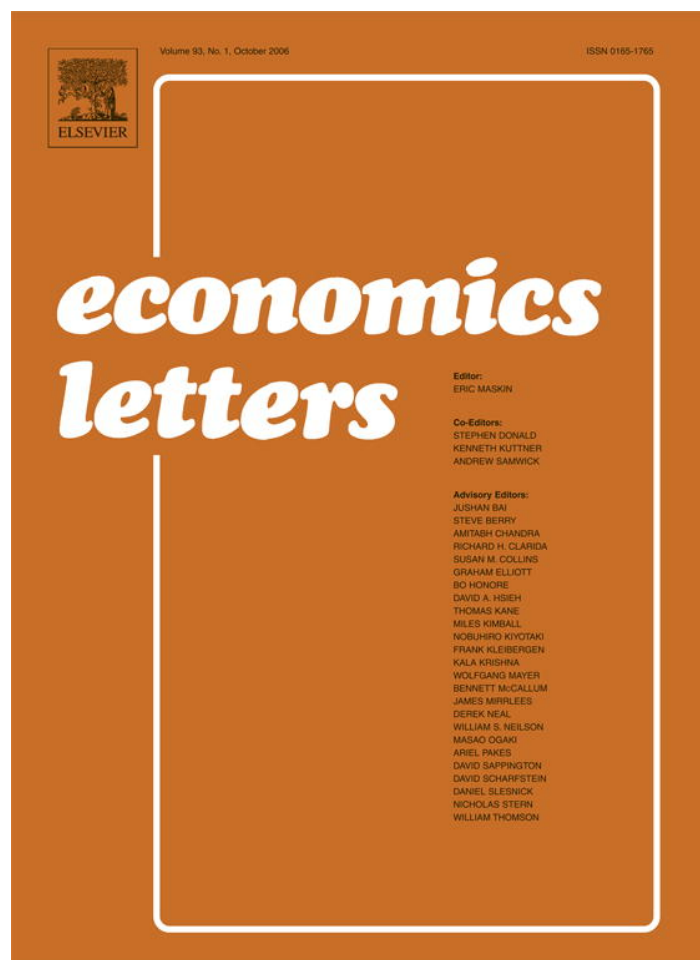 Volume 93, No. 1, October 2006
ISSN 0165-1765
ELSEVIER
economics
letters
Editor:
ERIC MASKIN
Co-Editors:
STEPHEN DONALD
KENNETH KUTTNER
ANDREW SAMWICK
Advisory Editors:
JUSHAN BAI
STEVE BERRY
AMITABH CHANDRA
RICHARD H. CLARIDA
SUSAN M. COLLINS
GRAHAM ELLIOTT
BO HONORE
DAVID A. HSIEH
THOMAS KANE
MILES KIMBALL
NOBUHIRO KIYOTAKI
FRANK KLEIBERGEN
KALA KRISHNA
WOLFGANG MAYER
BENNETT McCALLUM
JAMES MIRRLEES
DEREK NEAL
WILLIAM S. NEILSON
MASAO OGAKI
ARIEL PAKES
DAVID SAPPINGTON
DAVID SCHARFSTEIN
DANIEL SLESNICK
NICHOLAS STERN
WILLIAM THOMSON